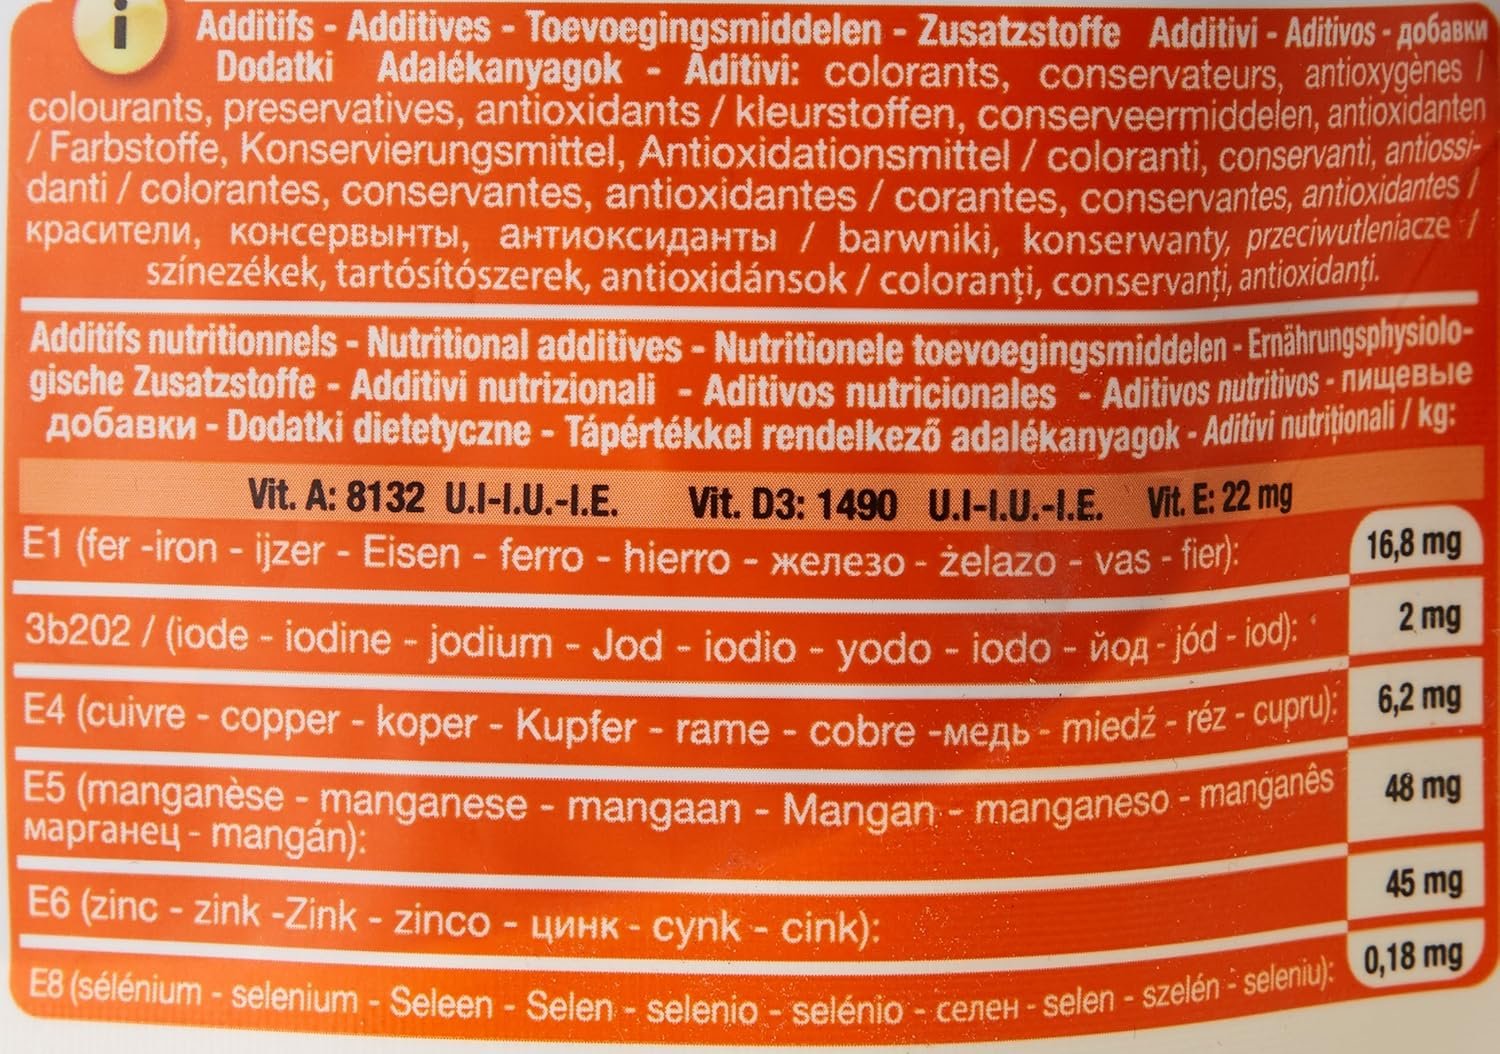 i
Additifs - Additives - Toevoegingsmiddelen - Zusatzstoffe Additivi - Aditivos - добавки
Dodatki Adalékanyagok - Aditivi: colorants, conservateurs, antioxygènes /
colourants, preservatives, antioxidants / kleurstoffen, conserveermiddelen, antioxidanten
/ Farbstoffe, Konservierungsmittel, Antioxidationsmittel / coloranti, conservanti, antiossi-
danti / colorantes, conservantes, antioxidantes / corantes, conservantes, antioxidantes /
красители, консервынты, антиоксиданты / barwniki, konserwanty, przeciwutleniacze /
színezékek, tartósítószerek, antioxidánsok / coloranți, conservanți, antioxidanți.
Additifs nutritionnels - Nutritional additives - Nutritionele toevoegingsmiddelen - Ernährungsphysiolo-
gische Zusatzstoffe - Additivi nutrizionali - Aditivos nutricionales - Aditivos nutritivos - пищевые
добавки - Dodatki dietetyczne - Tápértékkel rendelkező adalékanyagok - Aditivi nutriționali / kg:
Vit. A: 8132 U.I-I.U.-I.E. Vit. D3: 1490 U.I-I.U.-I.E. Vit. E: 22 mg
E1 (fer -iron - ijzer - Eisen - ferro - hierro - железо - żelazo - vas - fier): 16,8 mg
3b202 / (iode - iodine - jodium - Jod - iodio - yodo - iodo - йод - jód - iod): 2 mg
E4 (cuivre - copper - koper - Kupfer - rame - cobre -медь - miedź - réz - cupru): 6,2 mg
E5 (manganèse - manganese - mangaan - Mangan - manganeso - manganês 48 mg
марганец - mangán):
E6 (zinc - zink -Zink - zinco - цинк - cynk - cink): 45 mg
E8 (sélénium - selenium - Seleen - Selen - selenio - selénio - селен - selen - szelén - seleniu): 0,18 mg